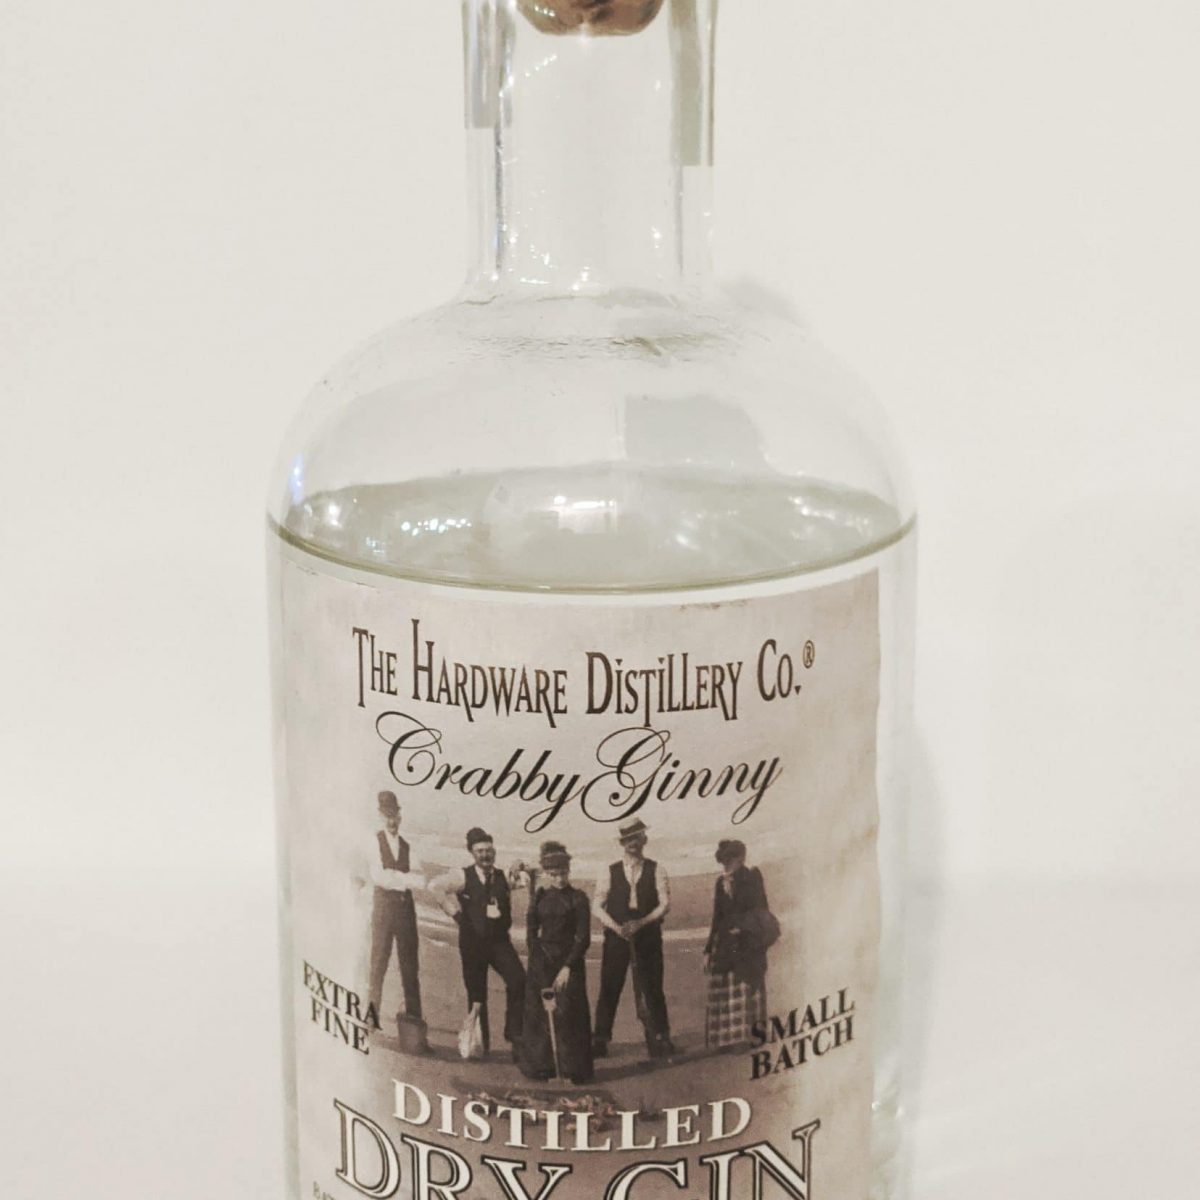 THE HARDWARE DISTILLERY CO.®
Crabby Ginny
EXTRA
FINE
SMALL
BATCH
DISTILLED
DRY GIN